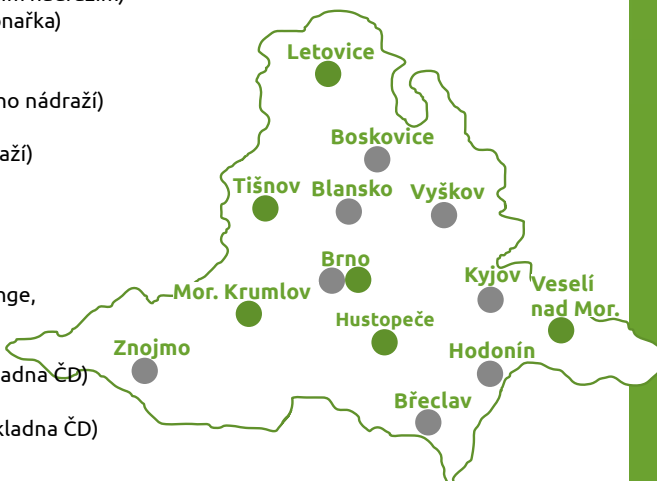 onařka)
Letovice
ho nádraží)
Boskovice
aží)
Tišnov
Blansko
Vyškov
Brno
Kyjov
Veselí
nad Mor.
nge,
Mor. Krumlov
Hustopeče
Znojmo
Hodonín
adna ČD)
Břeclav
kladna ČD)